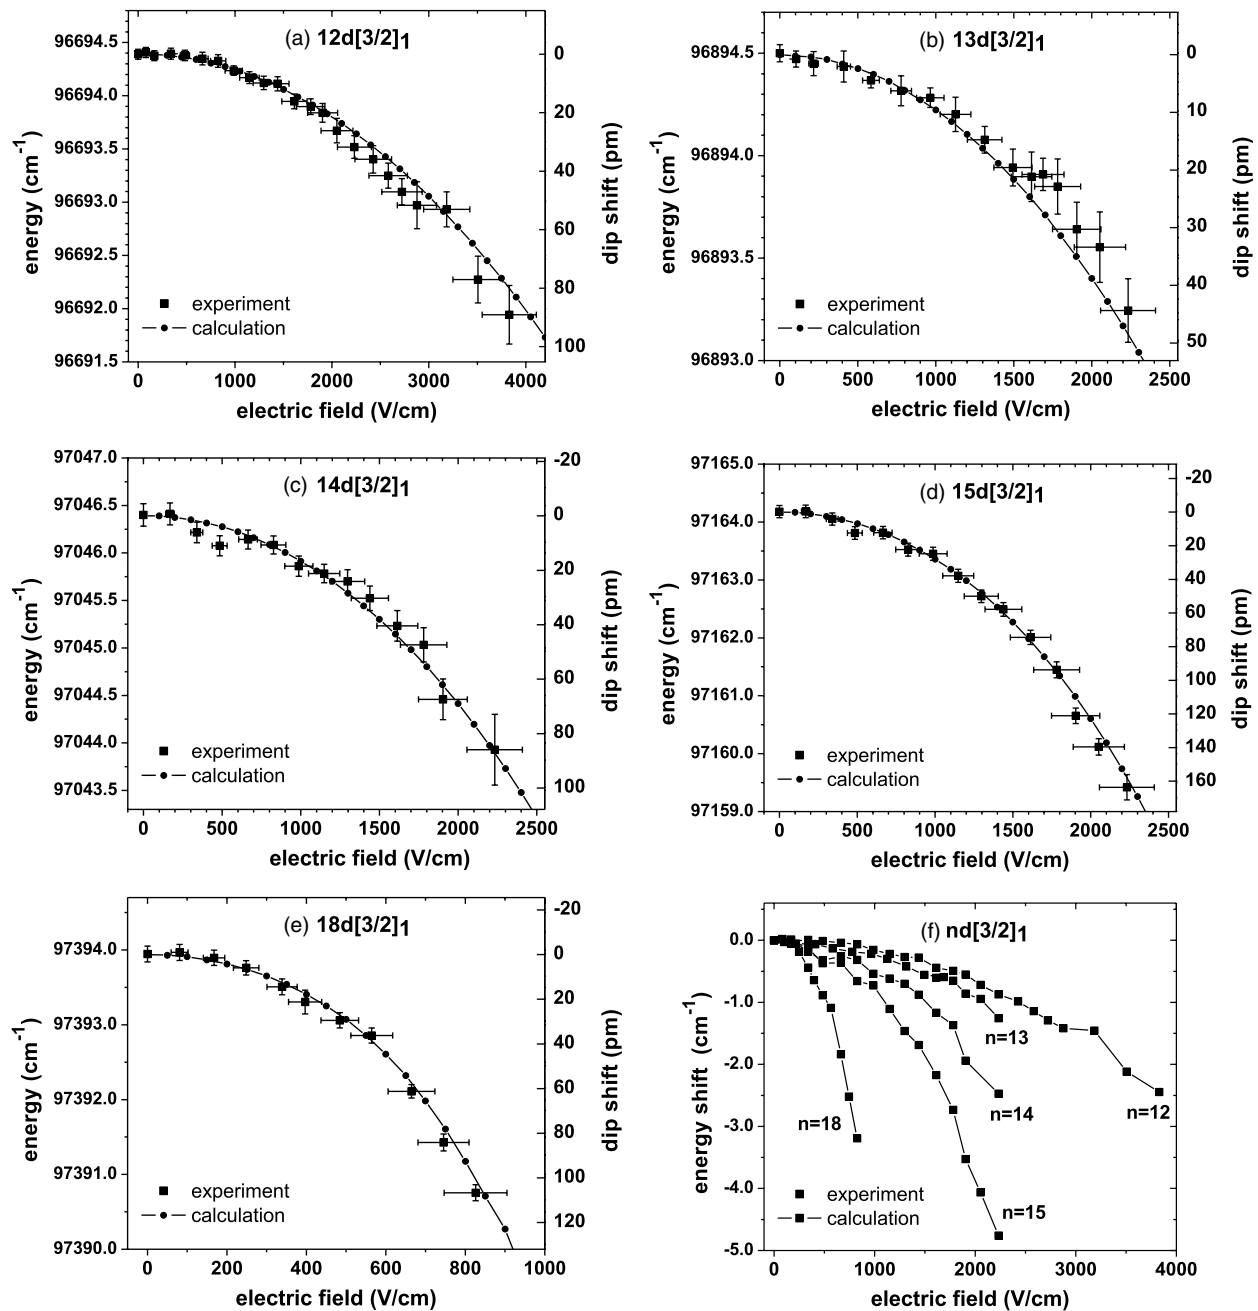 (a) 12d[3/2]1
energy (cm-1)
96694.5
96694.0
96693.5
96693.0
96692.5
96692.0
96691.5
0
20
40
60
80
100
dip shift (pm)
experiment
calculation
0 1000 2000 3000 4000
electric field (V/cm)
(b) 13d[3/2]1
energy (cm-1)
96894.5
96894.0
96893.5
96893.0
0
10
20
30
40
50
dip shift (pm)
experiment
calculation
0 500 1000 1500 2000 2500
electric field (V/cm)
(c) 14d[3/2]1
energy (cm-1)
97047.0
97046.5
97046.0
97045.5
97045.0
97044.5
97044.0
97043.5
-20
0
20
40
60
80
100
dip shift (pm)
experiment
calculation
0 500 1000 1500 2000 2500
electric field (V/cm)
(d) 15d[3/2]1
energy (cm-1)
97165.0
97164.0
97163.0
97162.0
97161.0
97160.0
97159.0
-20
0
20
40
60
80
100
120
140
160
dip shift (pm)
experiment
calculation
0 500 1000 1500 2000 2500
electric field (V/cm)
(e) 18d[3/2]1
energy (cm-1)
97394.0
97393.0
97392.0
97391.0
97390.0
-20
0
20
40
60
80
100
120
dip shift (pm)
experiment
calculation
0 200 400 600 800 1000
electric field (V/cm)
(f) nd[3/2]1
energy shift (cm-1)
0.0
-1.0
-2.0
-3.0
-4.0
-5.0
n=13
n=14
n=12
n=18
n=15
experiment
calculation
0 1000 2000 3000 4000
electric field (V/cm)